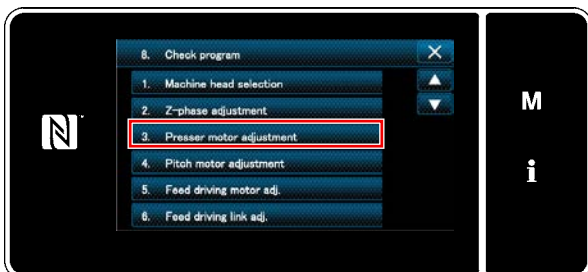 8. Check program
1. Machine head selection
2. Z-phase adjustment
3. Presser motor adjustment
4. Pitch motor adjustment
5. Feed driving motor adj.
6. Feed driving link adj.
N
M
i